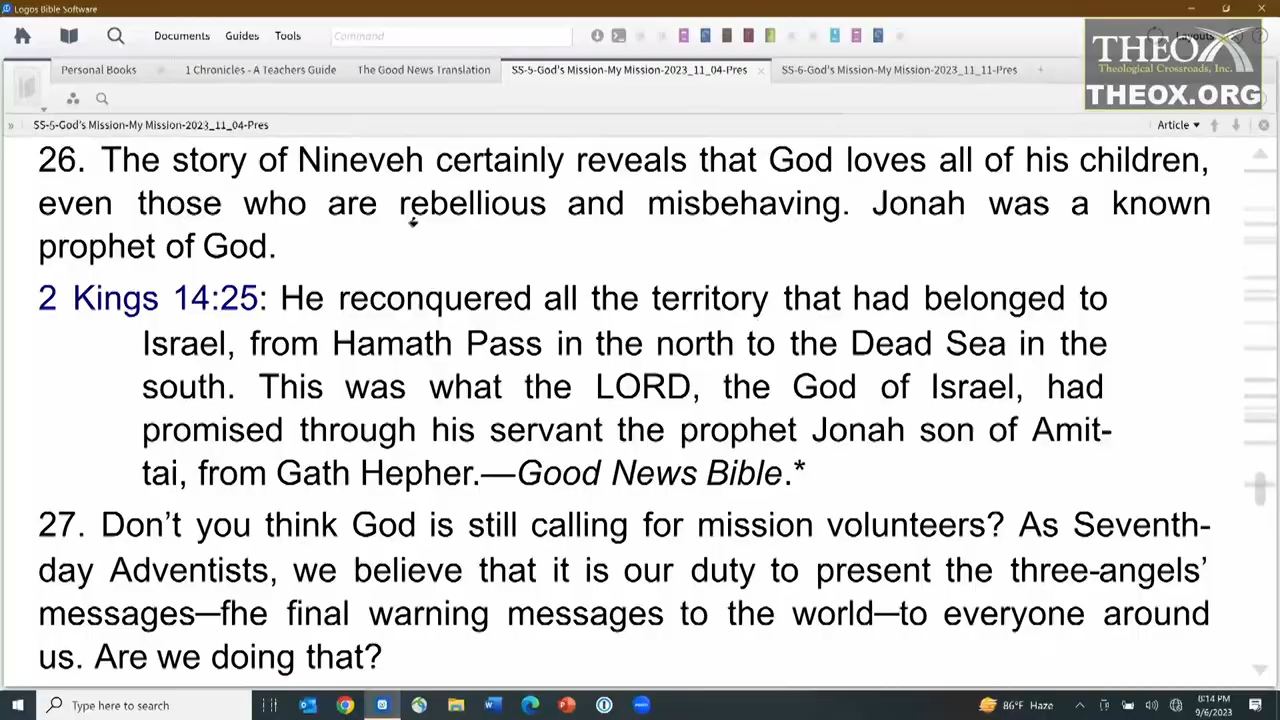 Logos Bible Software
Documents Guides Tools Command Layouts
THEOX
Theological Crossroads, Inc.
THEOX.ORG
Personal Books 1 Chronicles - A Teachers Guide The Good News Bible SS-5-God's Mission-My Mission-2023_11_04-Pres SS-6-God's Mission-My Mission-2023_11_11-Pres
SS-5-God's Mission-My Mission-2023_11_04-Pres Article
26. The story of Nineveh certainly reveals that God loves all of his children,
even those who are rebellious and misbehaving. Jonah was a known
prophet of God.
2 Kings 14:25: He reconquered all the territory that had belonged to
Israel, from Hamath Pass in the north to the Dead Sea in the
south. This was what the LORD, the God of Israel, had
promised through his servant the prophet Jonah son of Amit-
tai, from Gath Hepher.—Good News Bible.*
27. Don't you think God is still calling for mission volunteers? As Seventh-
day Adventists, we believe that it is our duty to present the three-angels'
messages—fhe final warning messages to the world—to everyone around
us. Are we doing that?
Type here to search 86°F Haze 8:14 PM
9/6/2023